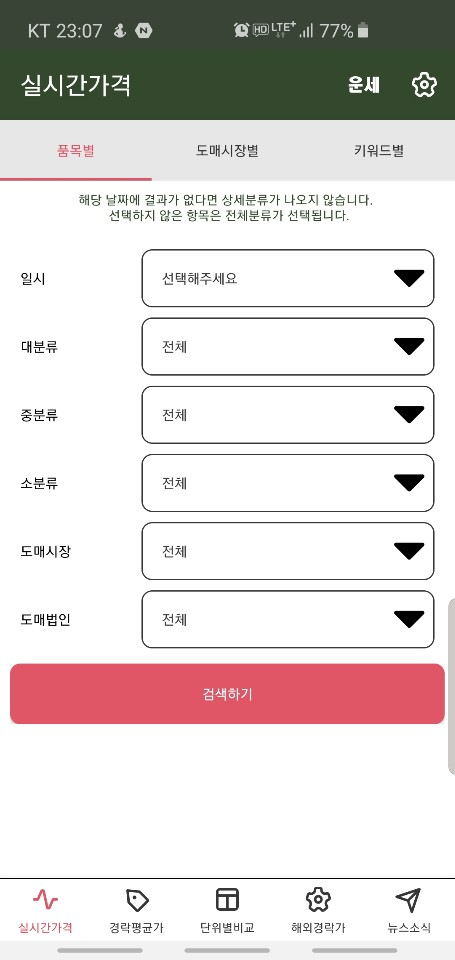 KT 23:07 HD LTE+ 77%
실시간가격 운세
품목별 도매시장별 키워드별
해당 날짜에 결과가 없다면 상세분류가 나오지 않습니다.
선택하지 않은 항목은 전체분류가 선택됩니다.
일시 선택해주세요
대분류 전체
중분류 전체
소분류 전체
도매시장 전체
도매법인 전체
검색하기
실시간가격 경락평균가 단위별비교 해외경락가 뉴스소식